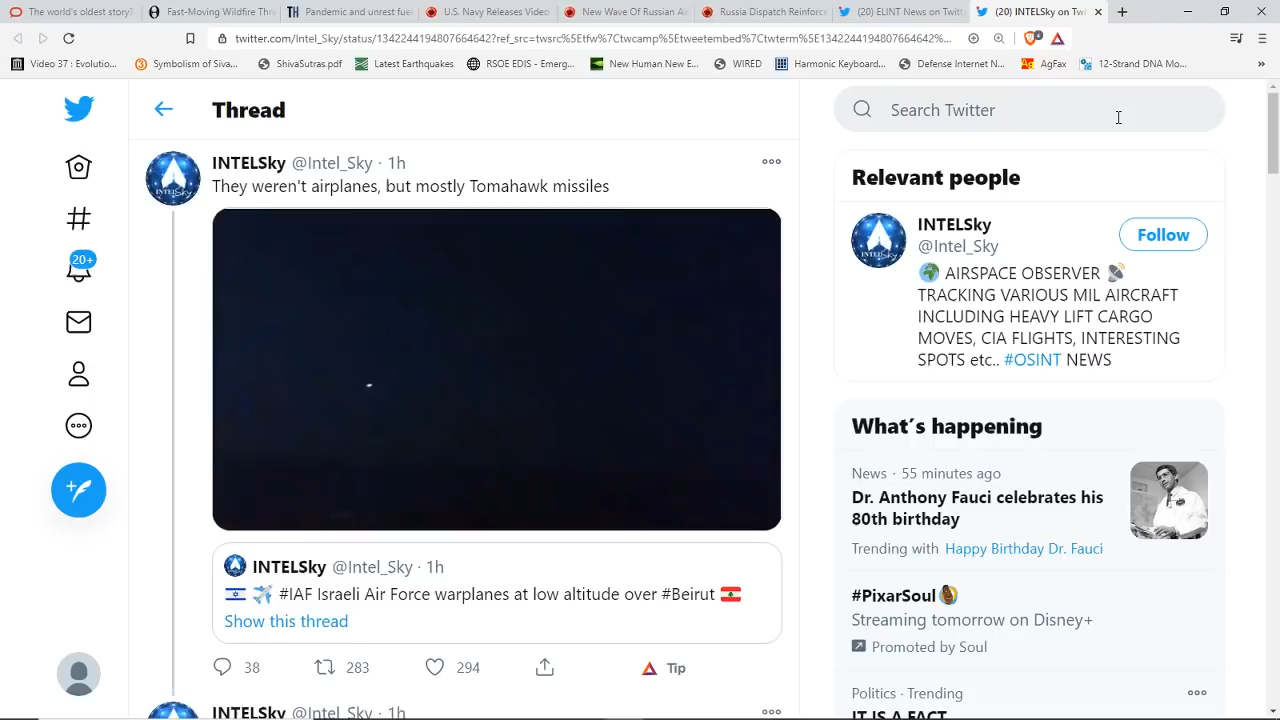 The world's oldest story?
Fast-Moving Wildfire Thre
Pandemic and unrest fuel
U.S. Navy Releases Video
New Wave Of Russian Ai
Russia Dispatch Reinforce
(20) ELINT News on Twitt
(20) INTELSky on Twi
twitter.com/Intel_Sky/status/1342244194807664642?ref_src=twsrc%5Etfw%7Ctwcamp%5Etweetembed%7Ctwterm%5E1342244194807664642%...
Video 37 : Evolutio...
Symbolism of Siva...
ShivaSutras.pdf
Latest Earthquakes
RSOE EDIS - Emerg...
New Human New E...
WIRED
Harmonic Keyboard...
Defense Internet N...
AgFax
12-Strand DNA Mo...
Thread
INTELSky @Intel_Sky · 1h
They weren't airplanes, but mostly Tomahawk missiles
INTELSky @Intel_Sky · 1h
#IAF Israeli Air Force warplanes at low altitude over #Beirut
Show this thread
38
283
294
Tip
INTELSky @Intel_Sky · 1h
20+
Search Twitter
Relevant people
INTELSky
@Intel_Sky
Follow
AIRSPACE OBSERVER
TRACKING VARIOUS MIL AIRCRAFT
INCLUDING HEAVY LIFT CARGO
MOVES, CIA FLIGHTS, INTERESTING
SPOTS etc.. #OSINT NEWS
What's happening
News · 55 minutes ago
Dr. Anthony Fauci celebrates his
80th birthday
Trending with Happy Birthday Dr. Fauci
#PixarSoul
Streaming tomorrow on Disney+
Promoted by Soul
Politics · Trending
IT IS A FACT